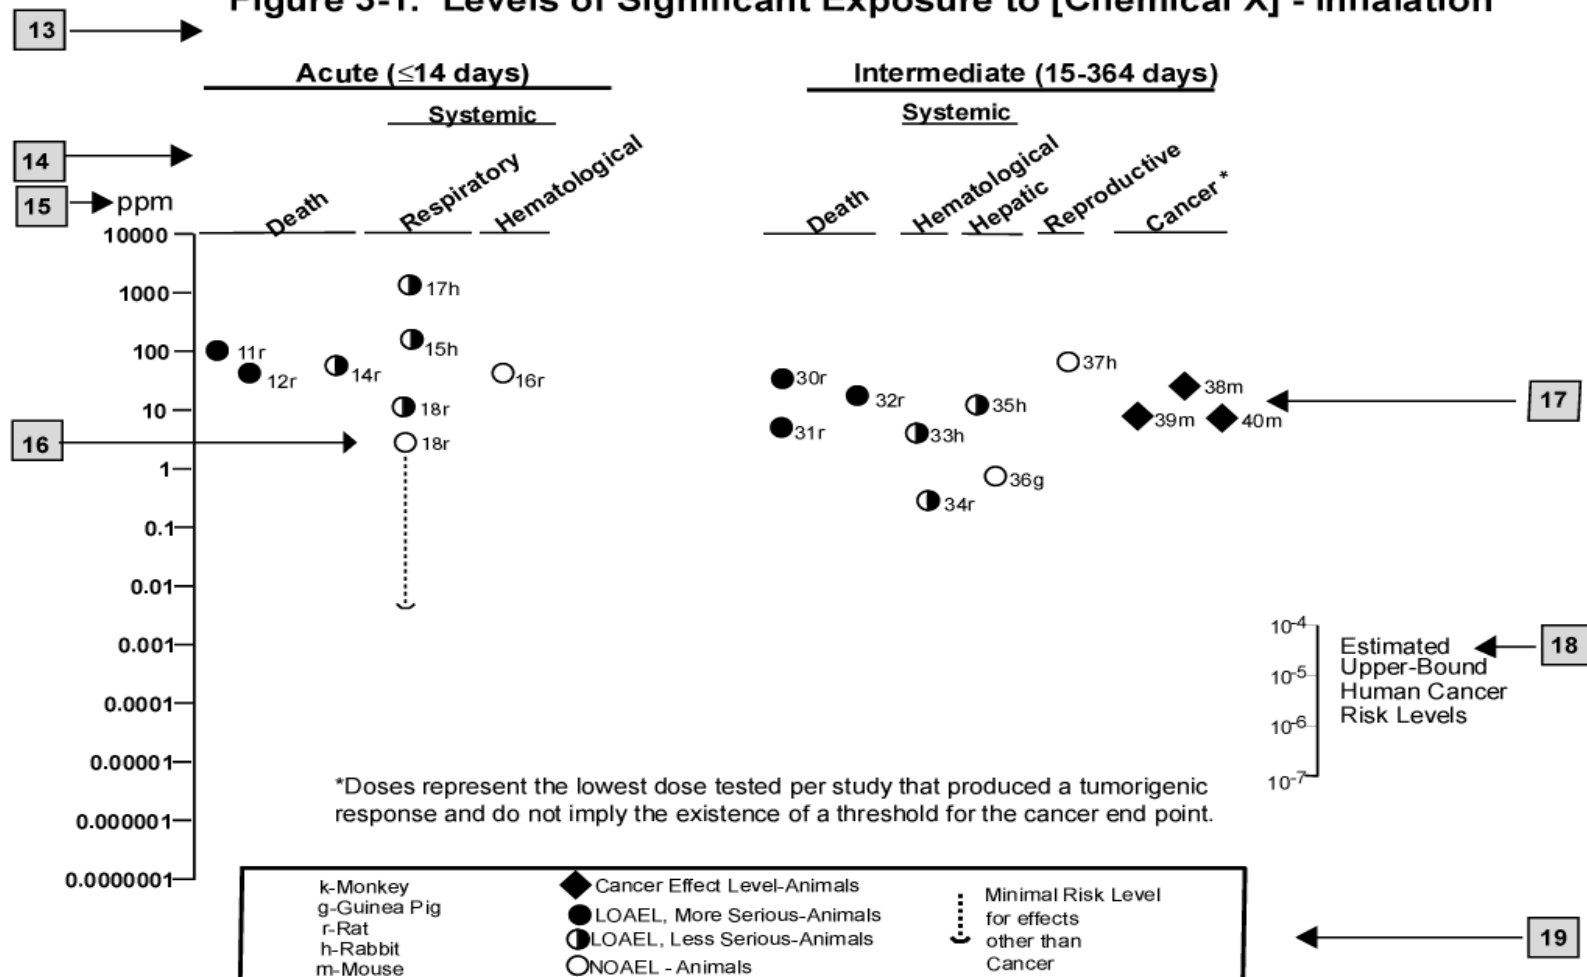 Figure 3-1. Levels of Significant Exposure to [Chemical X] - Inhalation
13
Acute (≤14 days)
Intermediate (15-364 days)
Systemic
Systemic
14
15
ppm
Death
Respiratory
Hematological
Death
Hematological
Hepatic
Reproductive
Cancer*
10000
1000
100
10
1
0.1
0.01
0.001
0.0001
0.00001
0.000001
0.0000001
17h
15h
11r
12r
14r
16r
18r
18r
16
30r
32r
31r
35h
33h
36g
34r
37h
38m
39m
40m
17
10-4
10-5
10-6
10-7
Estimated
Upper-Bound
Human Cancer
Risk Levels
18
*Doses represent the lowest dose tested per study that produced a tumorigenic
response and do not imply the existence of a threshold for the cancer end point.
k-Monkey
g-Guinea Pig
r-Rat
h-Rabbit
m-Mouse
Cancer Effect Level-Animals
LOAEL, More Serious-Animals
LOAEL, Less Serious-Animals
NOAEL - Animals
Minimal Risk Level
for effects
other than
Cancer
19